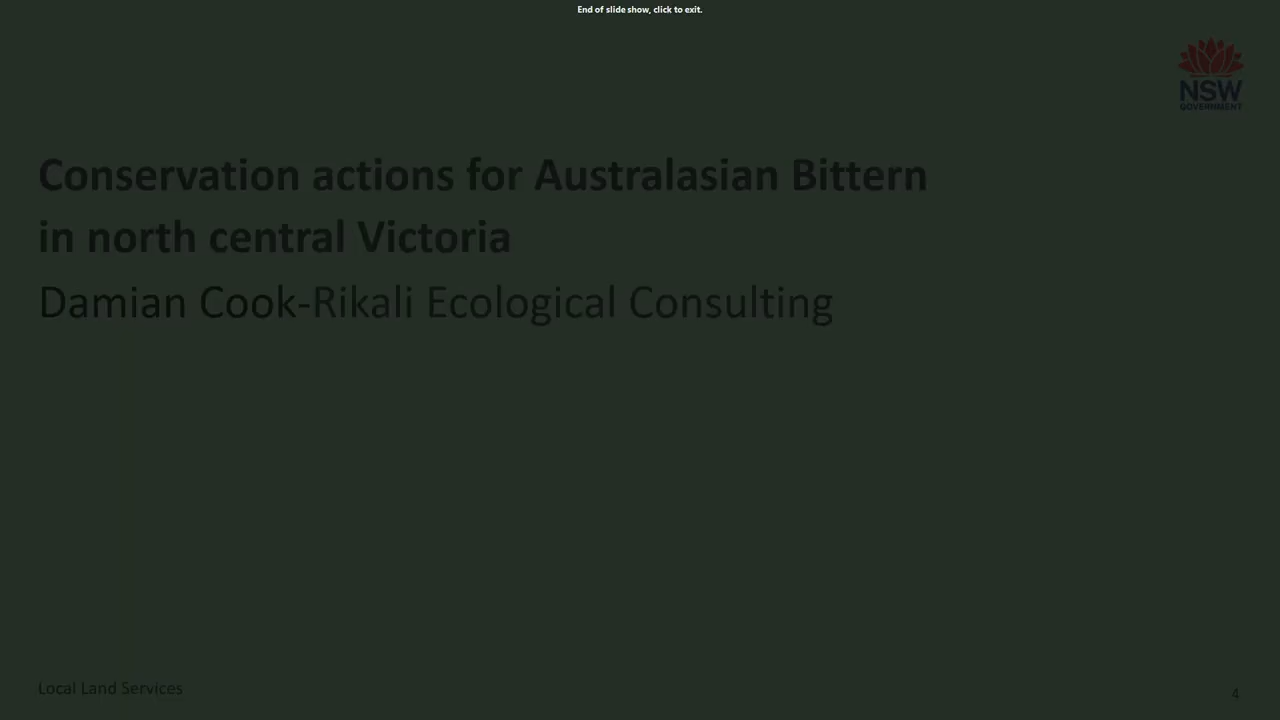 End of slide show, click to exit.
NSW
GOVERNMENT
Conservation actions for Australasian Bittern
in north central Victoria
Damian Cook-Rikali Ecological Consulting
Local Land Services
4